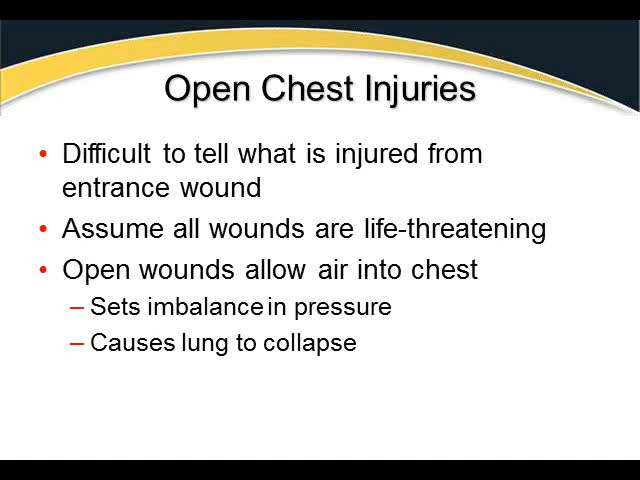 Open Chest Injuries
• Difficult to tell what is injured from
entrance wound
• Assume all wounds are life-threatening
• Open wounds allow air into chest
– Sets imbalance in pressure
– Causes lung to collapse